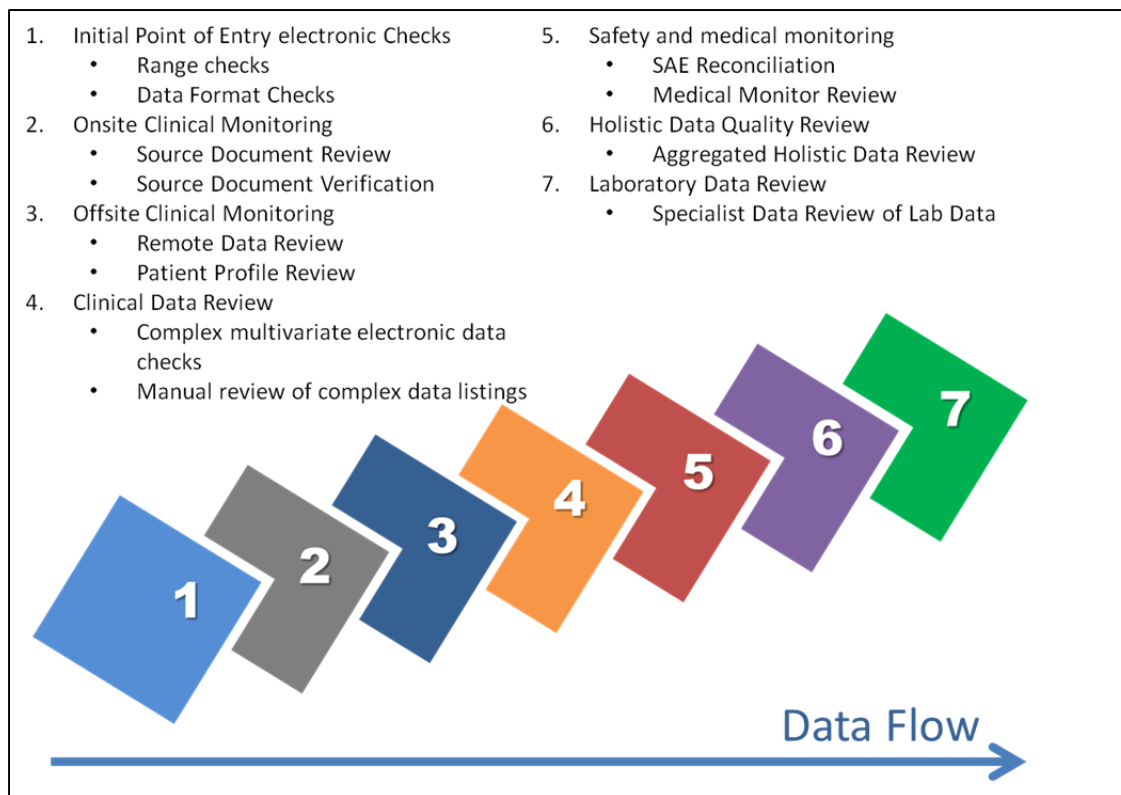 1. Initial Point of Entry electronic Checks
• Range checks
• Data Format Checks
2. Onsite Clinical Monitoring
• Source Document Review
• Source Document Verification
3. Offsite Clinical Monitoring
• Remote Data Review
• Patient Profile Review
4. Clinical Data Review
• Complex multivariate electronic data
checks
• Manual review of complex data listings
5. Safety and medical monitoring
• SAE Reconciliation
• Medical Monitor Review
6. Holistic Data Quality Review
• Aggregated Holistic Data Review
7. Laboratory Data Review
• Specialist Data Review of Lab Data
1
2
3
4
5
6
7
Data Flow